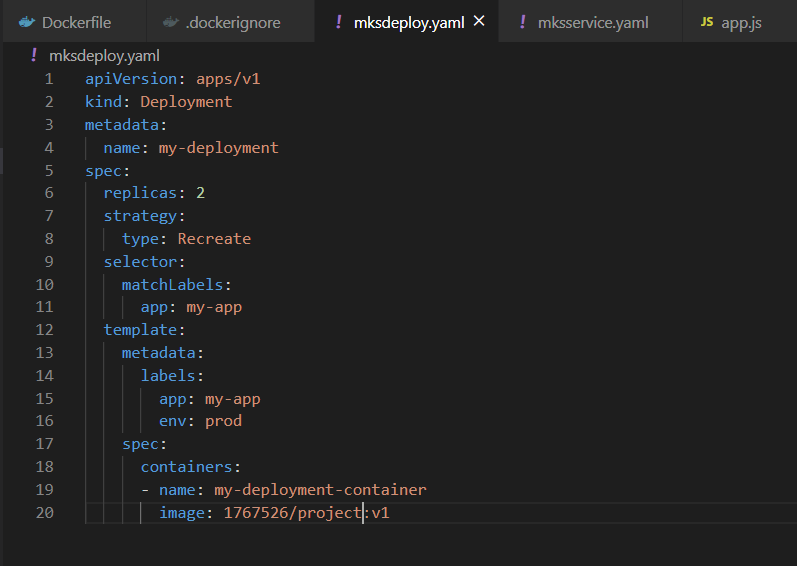 Dockerfile .dockerignore ! mksdeploy.yaml × ! mksservice.yaml JS app.js
! mksdeploy.yaml
1 apiVersion: apps/v1
2 kind: Deployment
3 metadata:
4   name: my-deployment
5 spec:
6   replicas: 2
7   strategy:
8     type: Recreate
9   selector:
10     matchLabels:
11       app: my-app
12   template:
13     metadata:
14       labels:
15         app: my-app
16         env: prod
17     spec:
18       containers:
19       - name: my-deployment-container
20         image: 1767526/project:v1